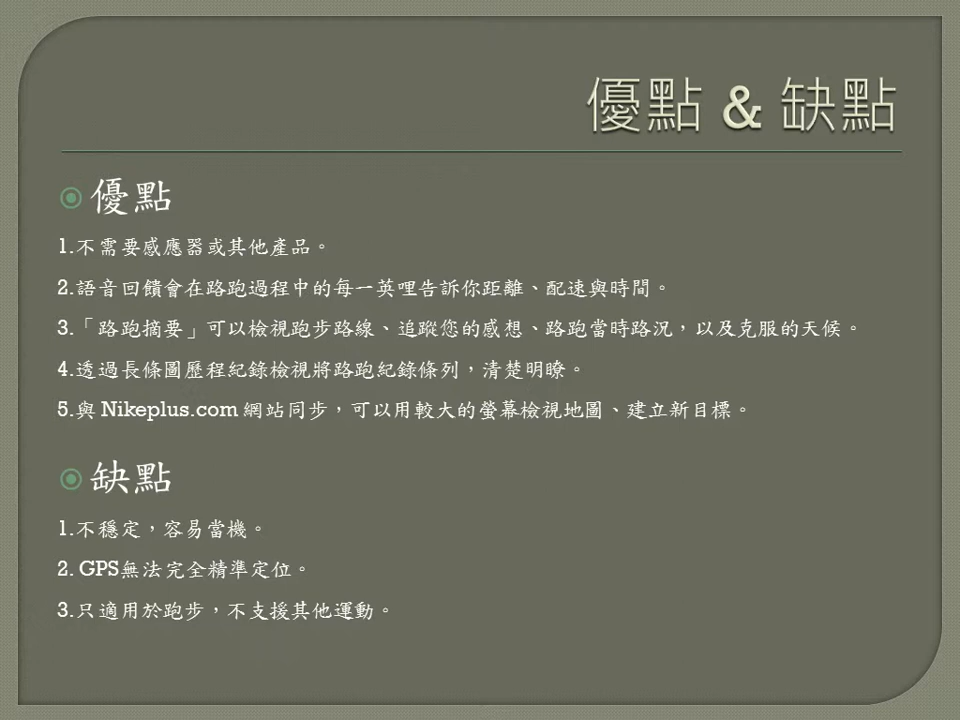 優點 & 缺點
優點
1.不需要感應器或其他產品。
2.語音回饋會在路跑過程中的每一英哩告訴你距離、配速與時間。
3.「路跑摘要」可以檢視跑步路線、追蹤您的感想、路跑當時路況，以及克服的天候。
4.透過長條圖歷程紀錄檢視將路跑紀錄條列，清楚明瞭。
5.與 Nikeplus.com 網站同步，可以用較大的螢幕檢視地圖、建立新目標。
缺點
1.不穩定，容易當機。
2. GPS無法完全精準定位。
3.只適用於跑步，不支援其他運動。